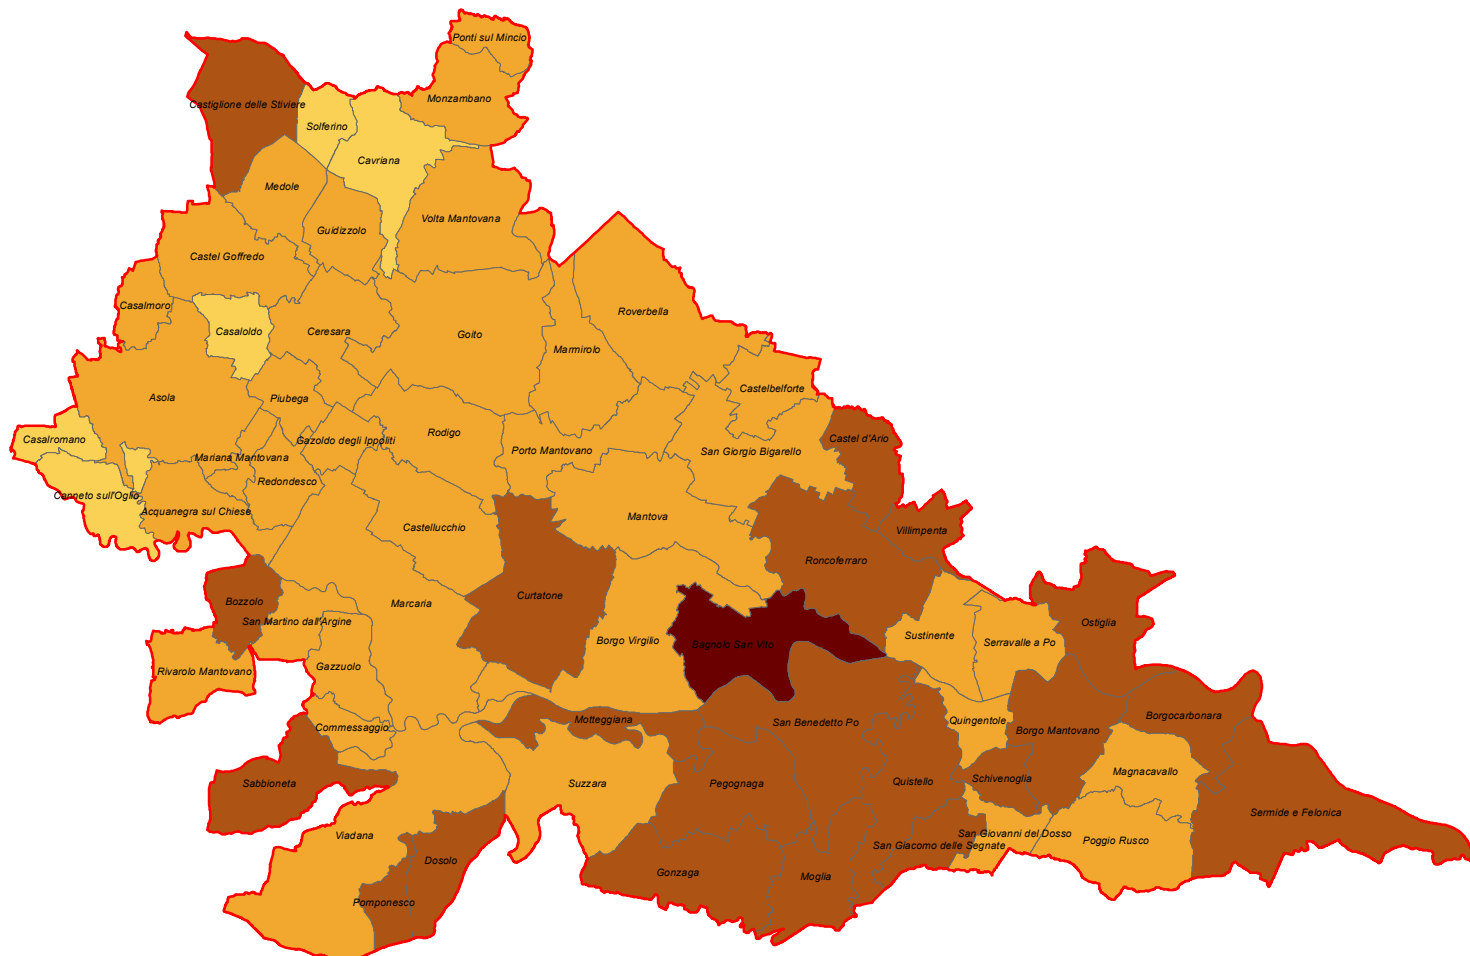 Ponti sul Mincio
Monzambano
Castiglione delle Stiviere
Solferino
Cavriana
Medole
Volta Mantovana
Guidizzolo
Castel Goffredo
Casalmoro
Roverbella
Casaloldo
Ceresara
Goito
Marmirolo
Castelbelforte
Asola
Piubega
Rodigo
Castel d'Ario
Casalromano
Gazoldo degli Ippoliti
Porto Mantovano
San Giorgio Bigarello
Mariana Mantovana
Redondesco
Canneto sull'Oglio
Acquanegra sul Chiese
Mantova
Castellucchio
Villimpenta
Roncoferraro
Curtatone
Bozzolo
Marcaria
San Martino dall'Argine
Ostiglia
Sustinente
Serravalle a Po
Borgo Virgilio
Bagnolo San Vito
Gazzuolo
Rivarolo Mantovano
Borgocarbonara
Motteggiana
San Benedetto Po
Quingentole
Commessaggio
Borgo Mantovano
Magnacavallo
Schivenoglia
Quistello
Sabbioneta
Suzzara
Pegognaga
Sermide e Felonica
Viadana
San Giovanni del Dosso
Poggio Rusco
San Giacomo delle Segnate
Dosolo
Gonzaga
Moglia
Pomponesco